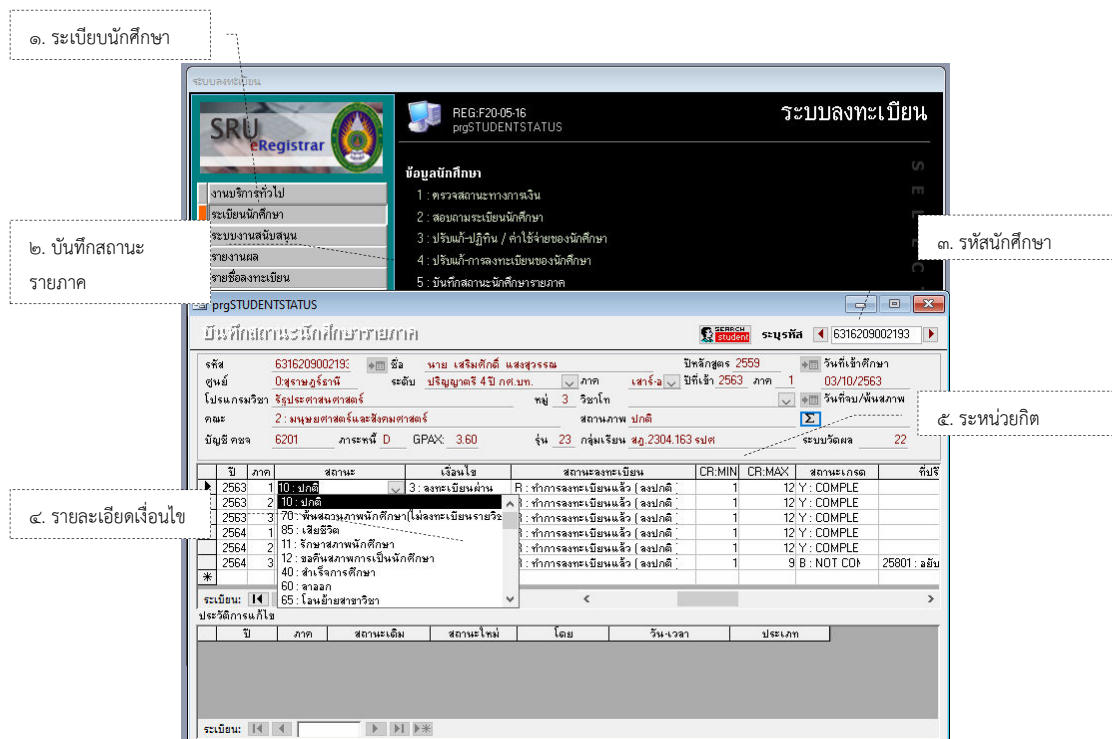 ๑. ระเบียบนักศึกษา
ระบบลงทะเบียน
SRU
eRegistrar
REG:F20-05-16
prgSTUDENTSTATUS
ระบบลงทะเบียน
ข้อมูลนักศึกษา
งานบริการทั่วไป
ระเบียนนักศึกษา
ระบบงานสนับสนุน
รายงานผล
รายชื่อลงทะเบียน
1 : ตรวจสถานะทางการเงิน
2 : สอบถามระเบียนนักศึกษา
3 : ปรับแก้-ปฏิทิน / ค่าใช้จ่ายของนักศึกษา
4 : ปรับแก้-การลงทะเบียนของนักศึกษา
5 : บันทึกสถานะนักศึกษารายภาค
๒. บันทึกสถานะ
รายภาค
๓. รหัสนักศึกษา
prgSTUDENTSTATUS
บันทึกสถานะนักศึกษารายภาค
SEARCH
student
ระบุรหัส 6316209002193
รหัส 631620900219 ชื่อ นาย เสริมศักดิ์ แสงสุวรรณ ปีหลักสูตร 2559 วันที่เข้าศึกษา
ศูนย์ 0:สุราษฎร์ธานี ระดับ ปริญญาตรี 4 ปี กศ.บท. ภาค เสาร์-อ ปีที่เข้า 2563 ภาค 1 03/10/2563
โปรแกรมวิชา รัฐประศาสนศาสตร์ หมู่ 3 วิชาโท วันที่จบ/พ้นสภาพ
คณะ 2 : มนุษยศาสตร์และสังคมศาสตร์ สถานภาพ ปกติ Σ
บัญชี คชจ 6201 ภาระหนี้ D GPAX: 3.60 รุ่น 23 กลุ่มเรียน สฎ.2304.163 รปศ ระบบวัดผล 22
๕. ระหน่วยกิต
ปี ภาค สถานะ เงื่อนไข สถานะลงทะเบียน CR:MIN CR:MAX สถานะเกรด ที่ปรึ
2563 1 10 : ปกติ 3 : ลงทะเบียนผ่าน R : ทำการลงทะเบียนแล้ว (ลงปกติ 1 12 Y : COMPLE
2563 2 10 : ปกติ : ทำการลงทะเบียนแล้ว (ลงปกติ 1 12 Y : COMPLE
2563 3 70 : พ้นสถานภาพนักศึกษา(ไม่ลงทะเบียนรายวิช : ทำการลงทะเบียนแล้ว (ลงปกติ 1 12 Y : COMPLE
2564 1 85 : เสียชีวิต : ทำการลงทะเบียนแล้ว (ลงปกติ 1 12 Y : COMPLE
2564 2 11 : รักษาสภาพนักศึกษา : ทำการลงทะเบียนแล้ว (ลงปกติ 1 12 Y : COMPLE
2564 3 12 : ขอคืนสภาพการเป็นนักศึกษา : ทำการลงทะเบียนแล้ว (ลงปกติ 1 9 B : NOT COM 25801 : อยับ
40 : สำเร็จการศึกษา
60 : ลาออก
65 : โอนย้ายสาขาวิชา
๔. รายละเอียดเงื่อนไข
ระเบียน:
ประวัติการแก้ไข
ปี ภาค สถานะเดิม สถานะใหม่ โดย วัน-เวลา ประเภท
ระเบียน: